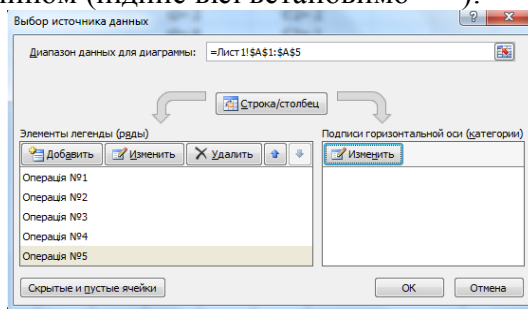 Выбор источника данных
Диапазон данных для диаграммы: =Лист1!$A$1:$A$5
Строка/столбец
Элементы легенды (ряды)
Подписи горизонтальной оси (категории)
Добавить Изменить Удалить
Изменить
Операція №1
Операція №2
Операція №3
Операція №4
Операція №5
Скрытые и пустые ячейки
ОК Отмена